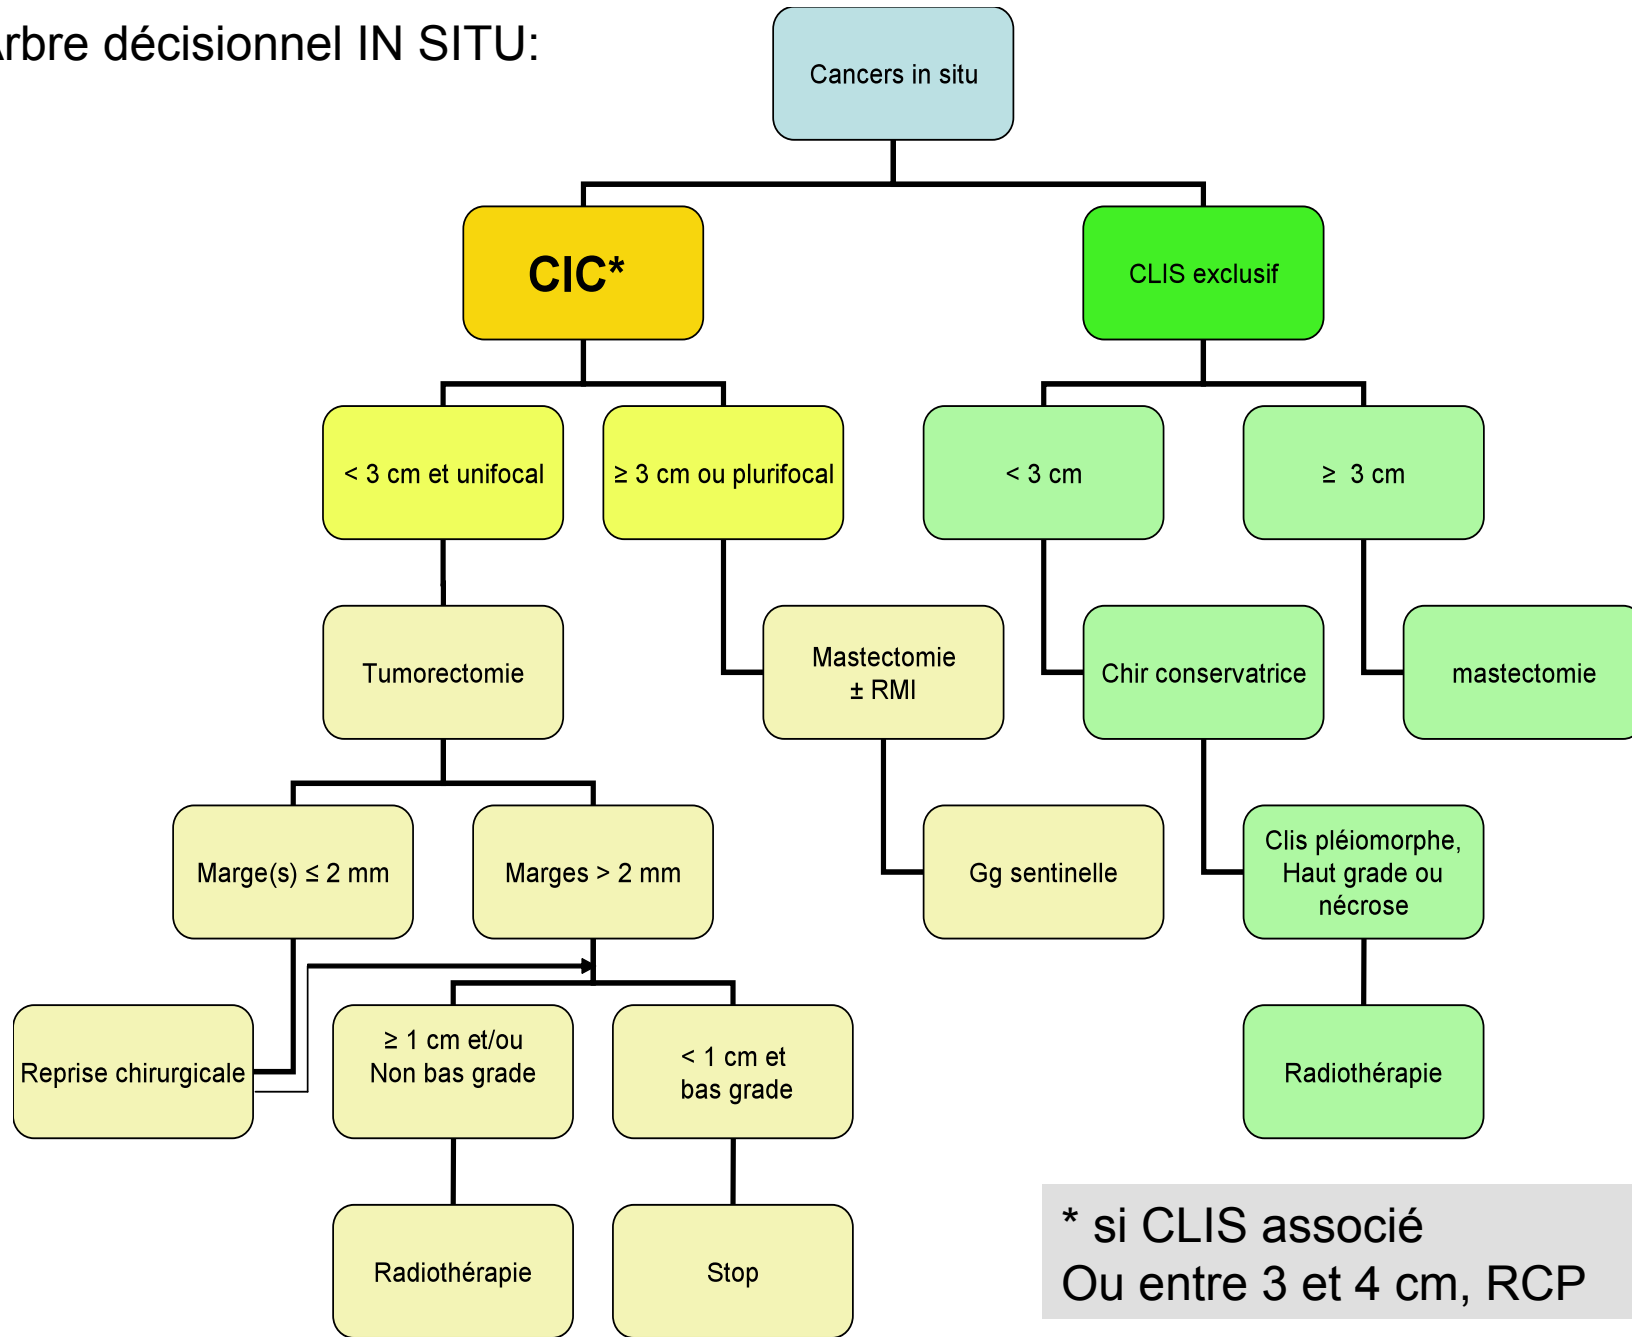 rbre décisionnel IN SITU:
Cancers in situ
CIC*
CLIS exclusif
< 3 cm et unifocal
≥ 3 cm ou plurifocal
< 3 cm
≥ 3 cm
Tumorectomie
Mastectomie
± RMI
Chir conservatrice
mastectomie
Marge(s) ≤ 2 mm
Marges > 2 mm
Gg sentinelle
Clis pléiomorphe,
Haut grade ou
nécrose
Reprise chirurgicale
≥ 1 cm et/ou
Non bas grade
< 1 cm et
bas grade
Radiothérapie
Radiothérapie
Stop
* si CLIS associé
Ou entre 3 et 4 cm, RCP